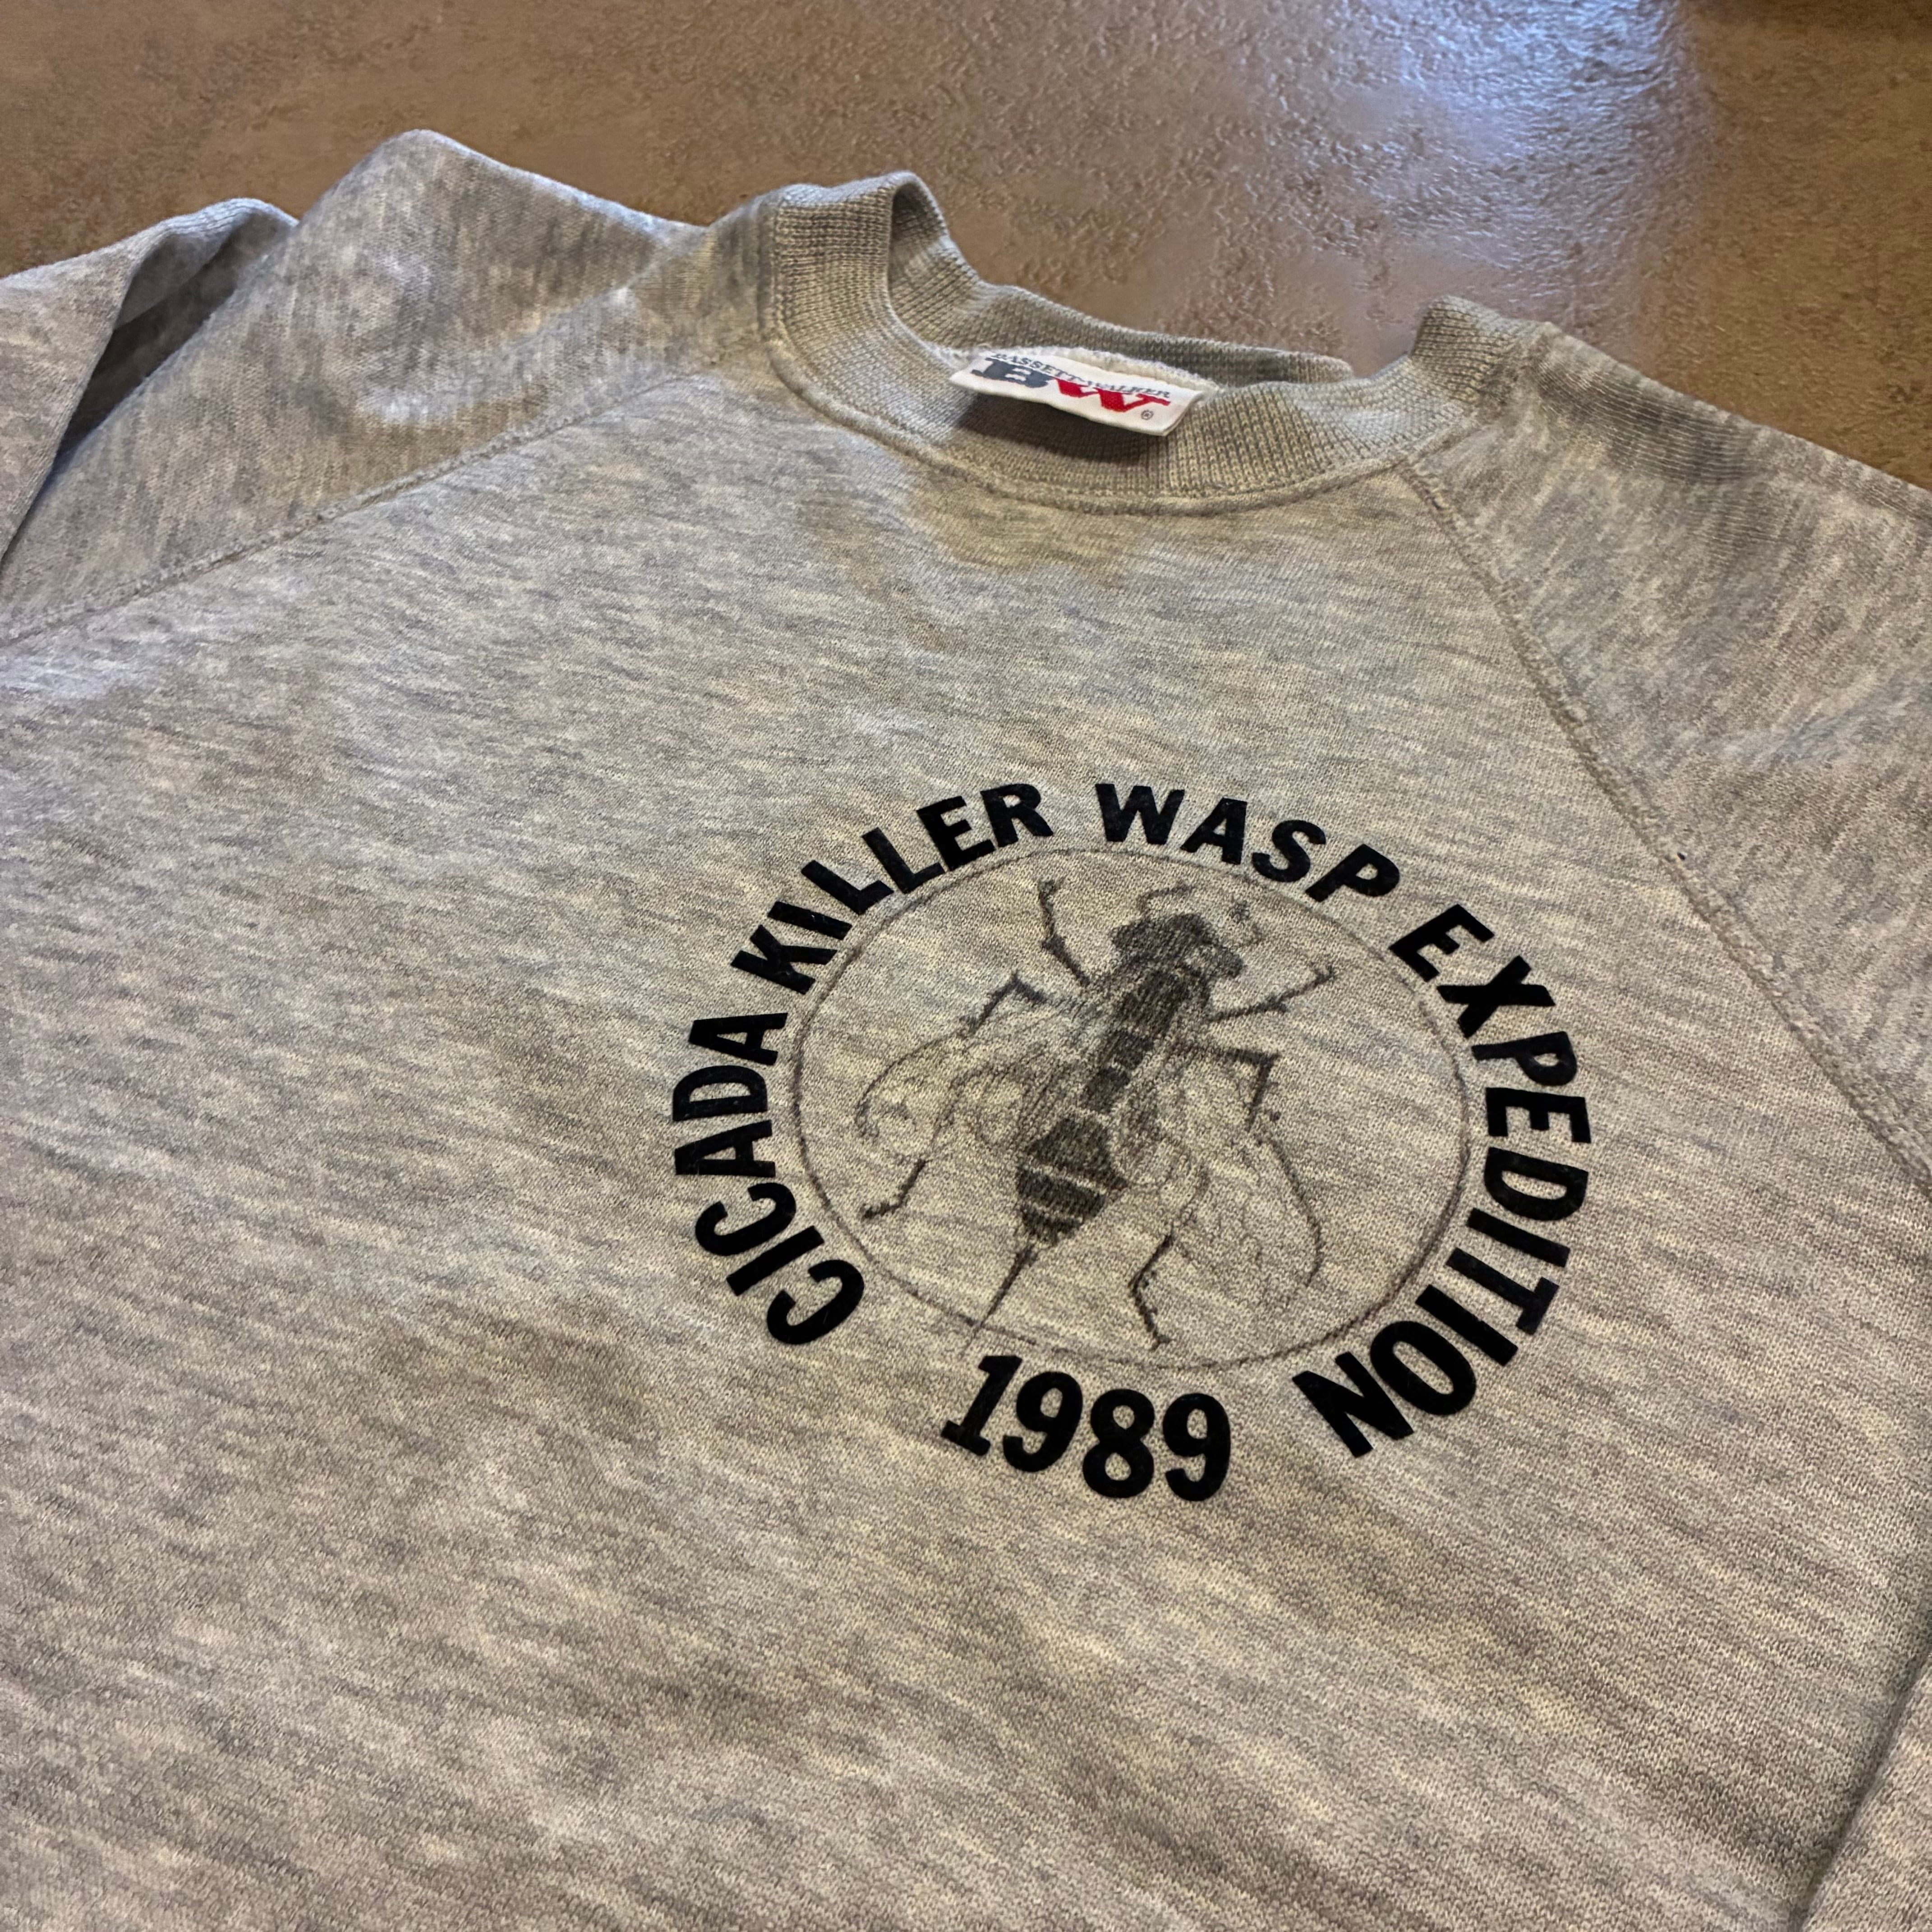 BASSETT-WALKER
BW®
CICADA KILLER WASP EXPEDITION
1989